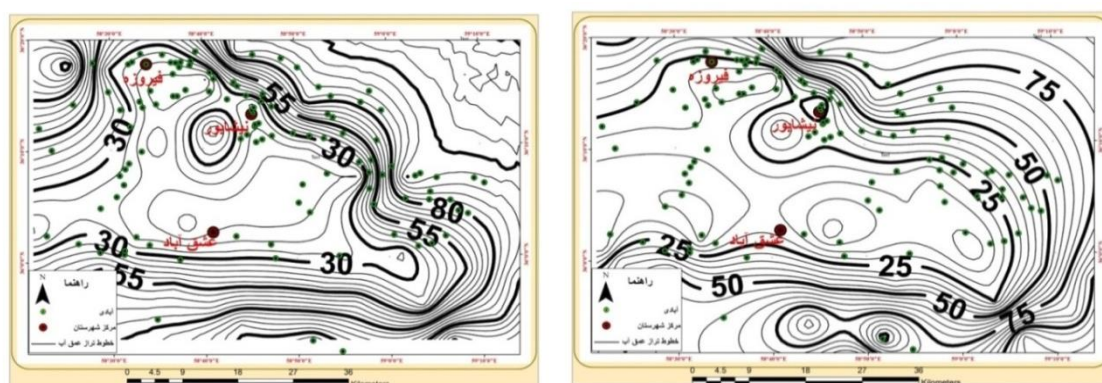 فیروزه
55
30
نیشابور
30
80
55
عشق آباد
30
30
55
N
راهنما
آبادی
مرکز شهرستان
خطوط تراز عمق آب
0 4.5 9 18 27 36
Kilometers
75
فیروزه
نیشابور
50
25
عشق آباد
25
25
50
50
75
N
راهنما
آبادی
مرکز شهرستان
خطوط تراز عمق آب
0 4.5 9 18 27 36
Kilometers